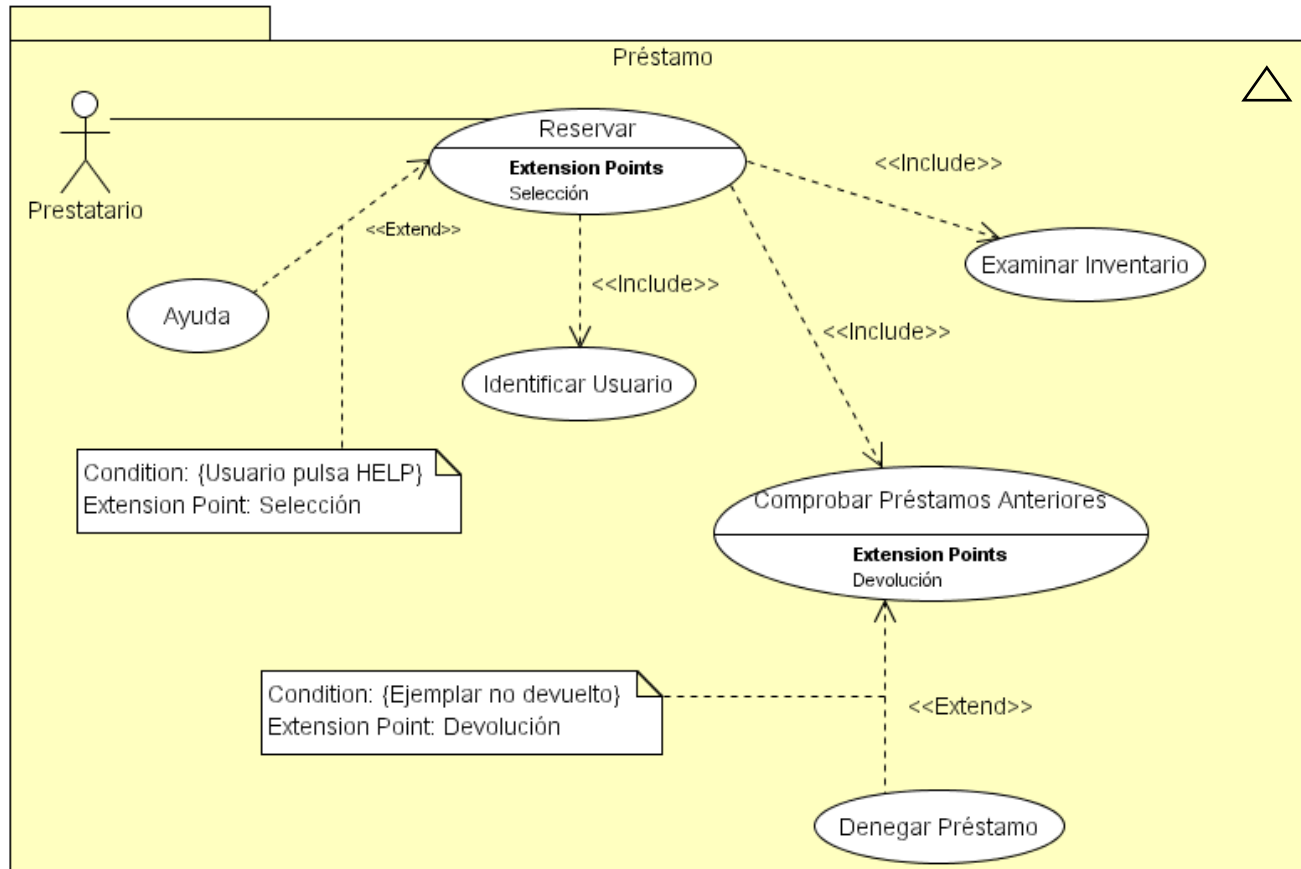 Préstamo
Reservar
Extension Points
Selección
Prestatario
<<Include>>
<<Extend>>
Examinar Inventario
<<Include>>
Ayuda
<<Include>>
Identificar Usuario
Condition: {Usuario pulsa HELP}
Extension Point: Selección
Comprobar Préstamos Anteriores
Extension Points
Devolución
Condition: {Ejemplar no devuelto}
Extension Point: Devolución
<<Extend>>
Denegar Préstamo